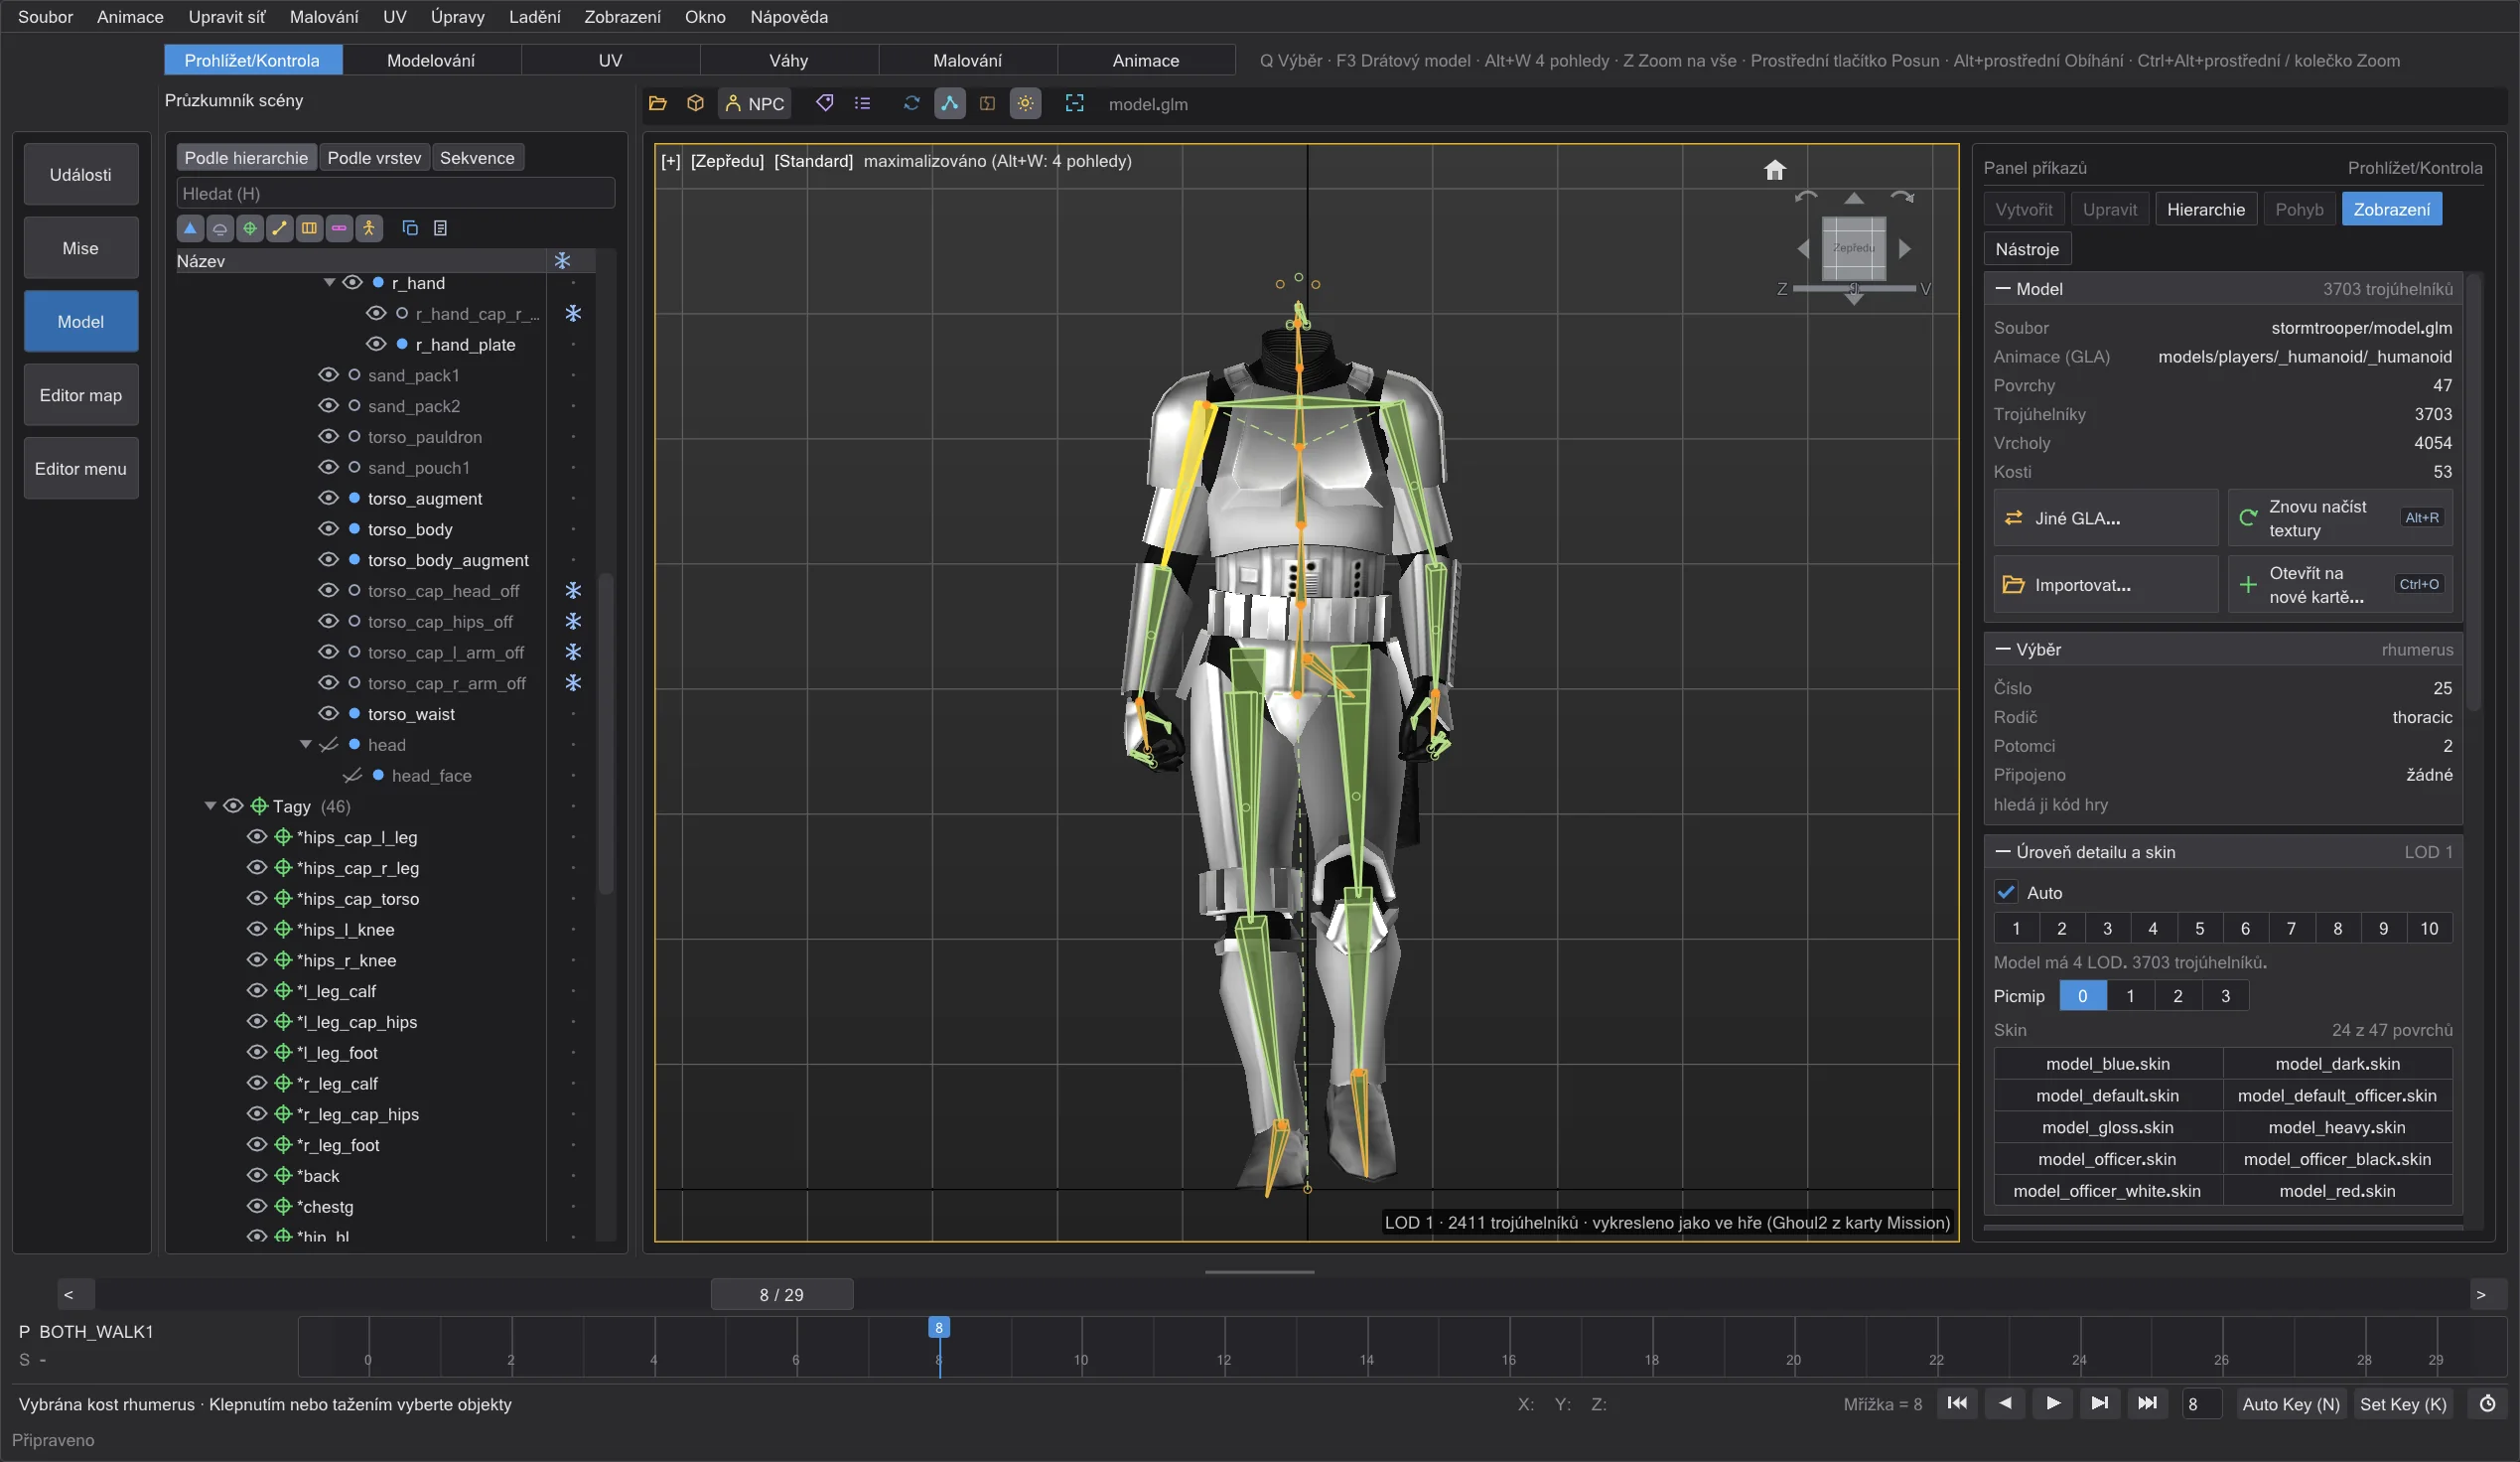 Soubor Animace Upravit síť Malování UV Úpravy Ladění Zobrazení Okno Nápověda
Prohlížet/Kontrola Modelování UV Váhy Malování Animace Q Výběr · F3 Drátový model · Alt+W 4 pohledy · Z Zoom na vše · Prostřední tlačítko Posun · Alt+prostřední Obíhání · Ctrl+Alt+prostřední / kolečko Zoom
Průzkumník scény
NPC model.glm
Události
Mise
Model
Editor map
Editor menu
Podle hierarchie Podle vrstev Sekvence
Hledat (H)
Název
r_hand
r_hand_cap_r_...
r_hand_plate
sand_pack1
sand_pack2
torso_pauldron
sand_pouch1
torso_augment
torso_body
torso_body_augment
torso_cap_head_off
torso_cap_hips_off
torso_cap_l_arm_off
torso_cap_r_arm_off
torso_waist
head
head_face
Tagy (46)
*hips_cap_l_leg
*hips_cap_r_leg
*hips_cap_torso
*hips_l_knee
*hips_r_knee
*l_leg_calf
*l_leg_cap_hips
*l_leg_foot
*r_leg_calf
*r_leg_cap_hips
*r_leg_foot
*back
*chestg
*hip_bl
[+] [Zepředu] [Standard] maximalizováno (Alt+W: 4 pohledy)
Zepředu
Z J V
LOD 1 · 2411 trojúhelníků · vykresleno jako ve hře (Ghoul2 z karty Mission)
Panel příkazů Prohlížet/Kontrola
Vytvořit Upravit Hierarchie Pohyb Zobrazení
Nástroje
Model 3703 trojúhelníků
Soubor stormtrooper/model.glm
Animace (GLA) models/players/_humanoid/_humanoid
Povrchy 47
Trojúhelníky 3703
Vrcholy 4054
Kosti 53
Jiné GLA...
Znovu načíst textury Alt+R
Importovat...
Otevřít na nové kartě... Ctrl+O
Výběr rhumerus
Číslo 25
Rodič thoracic
Potomci 2
Připojeno žádné
hledá ji kód hry
Úroveň detailu a skin LOD 1
Auto
1 2 3 4 5 6 7 8 9 10
Model má 4 LOD. 3703 trojúhelníků.
Picmip 0 1 2 3
Skin 24 z 47 povrchů
model_blue.skin model_dark.skin
model_default.skin model_default_officer.skin
model_gloss.skin model_heavy.skin
model_officer.skin model_officer_black.skin
model_officer_white.skin model_red.skin
< 8 / 29 >
P BOTH_WALK1
8
S -
0 2 4 6 8 10 12 14 16 18 20 22 24 26 28 29
Vybrána kost rhumerus · Klepnutím nebo tažením vyberte objekty X: Y: Z: Mřížka = 8 8 Auto Key (N) Set Key (K)
Připraveno